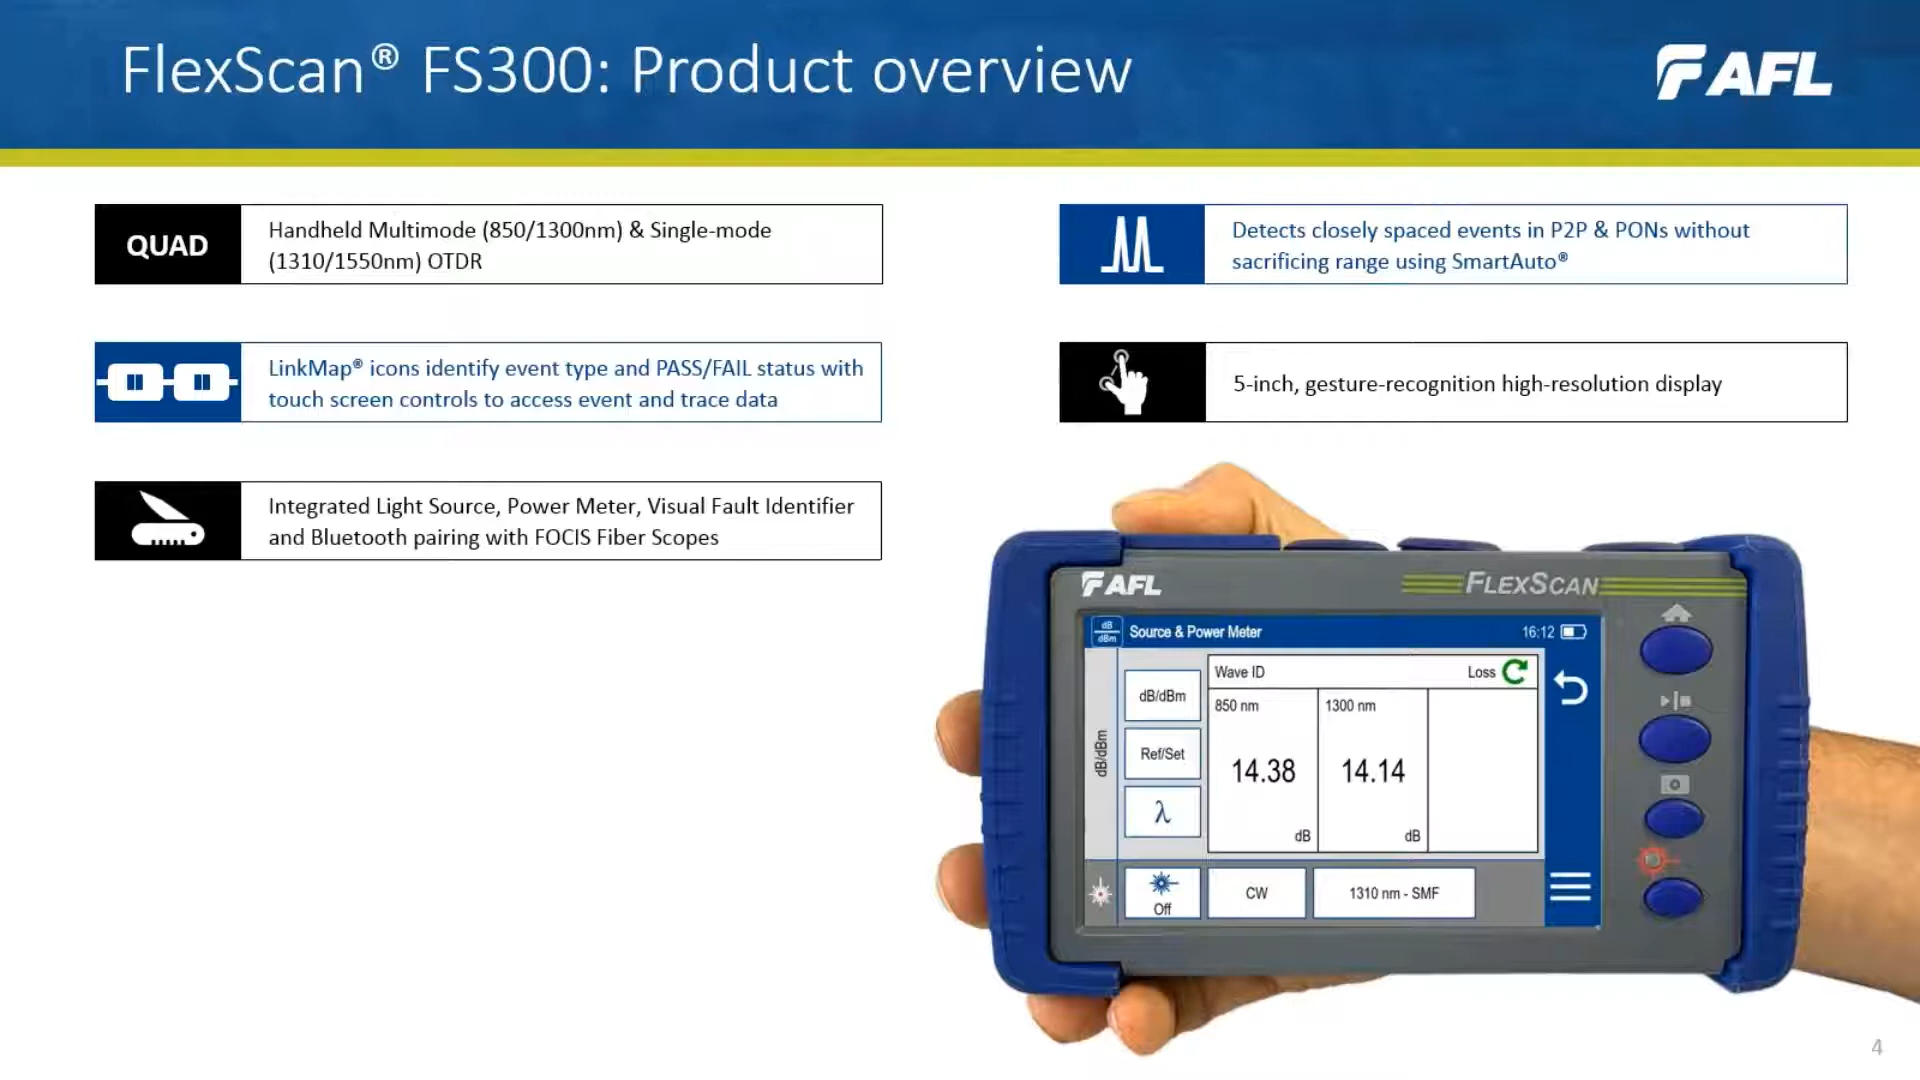 FlexScan® FS300: Product overview
AFL
QUAD
Handheld Multimode (850/1300nm) & Single-mode
(1310/1550nm) OTDR
Detects closely spaced events in P2P & PONs without
sacrificing range using SmartAuto®
LinkMap® icons identify event type and PASS/FAIL status with
touch screen controls to access event and trace data
5-inch, gesture-recognition high-resolution display
Integrated Light Source, Power Meter, Visual Fault Identifier
and Bluetooth pairing with FOCIS Fiber Scopes
AFL
FLEXSCAN
dB
dBm
Source & Power Meter
16:12
Wave ID
Loss
dB/dBm
dB/dBm
Ref/Set
λ
850 nm
14.38
dB
1300 nm
14.14
dB
Off
CW
1310 nm - SMF
4